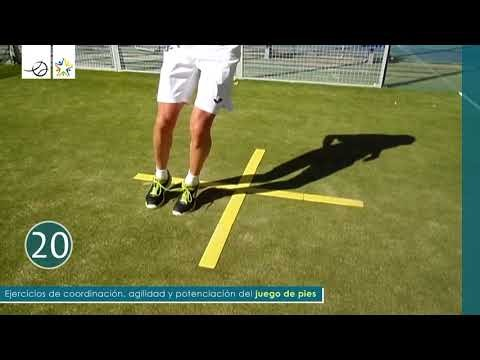 20
Ejercicios de coordinación, agilidad y potenciación del juego de pies